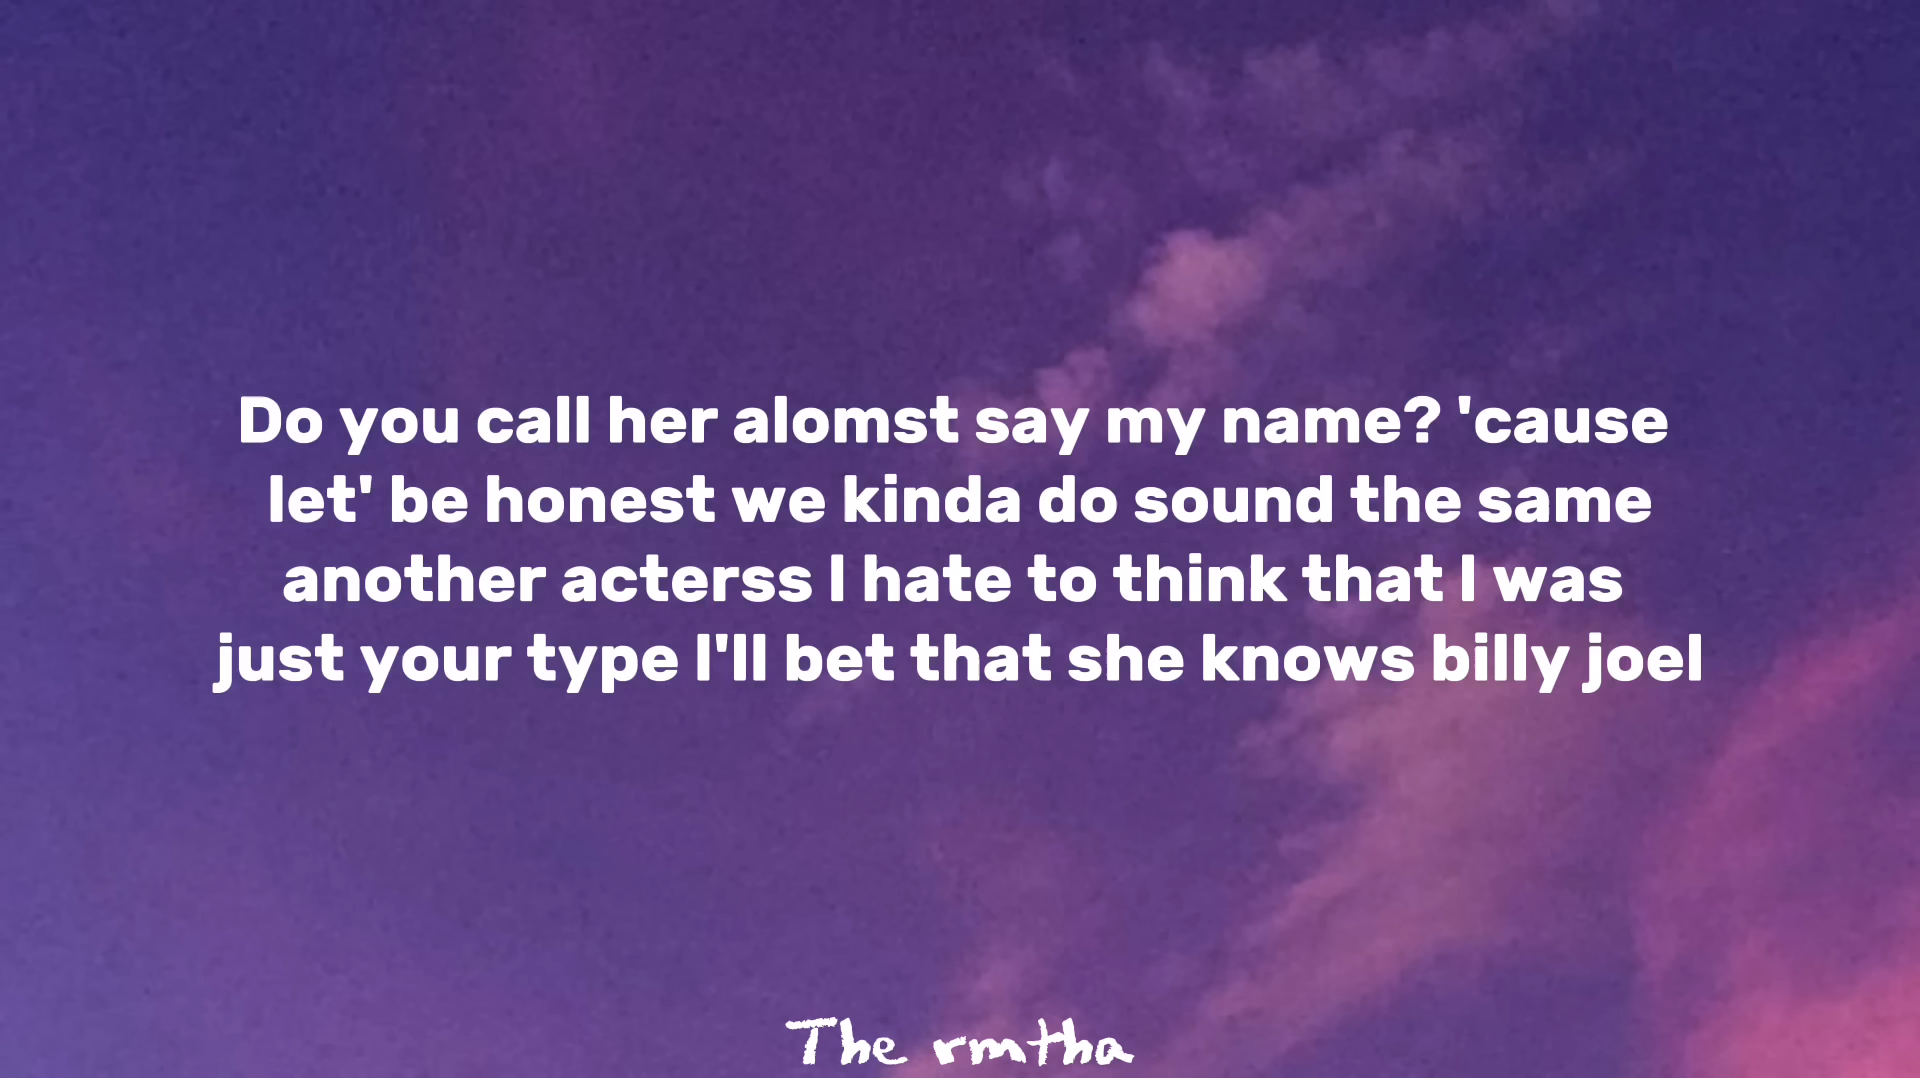 Do you call her alomst say my name? 'cause
let' be honest we kinda do sound the same
another acterss I hate to think that I was
just your type I'll bet that she knows billy joel
The rmtha